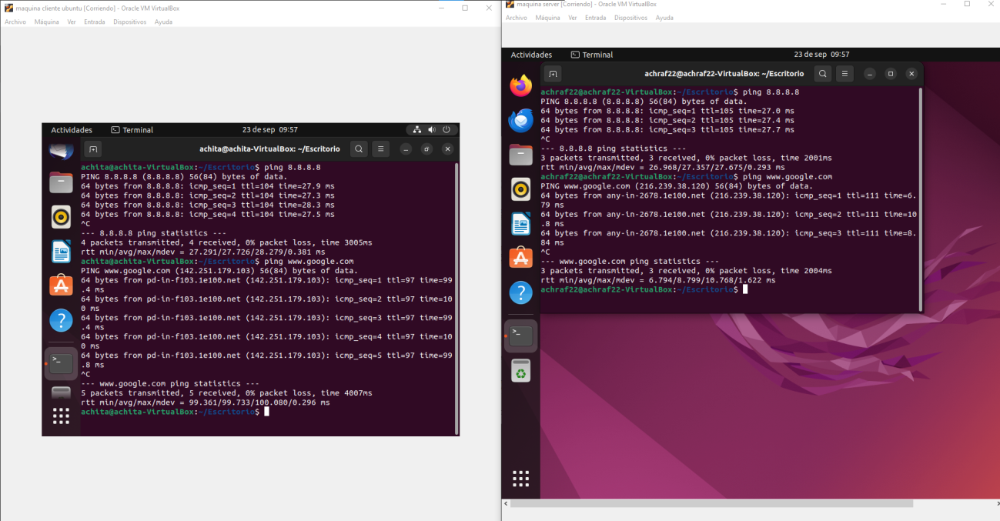 maquina cliente ubuntu [Corriendo] - Oracle VM VirtualBox
Archivo Máquina Ver Entrada Dispositivos Ayuda
Actividades Terminal 23 de sep 09:57
achita@achita-VirtualBox: ~/Escritorio
achita@achita-VirtualBox:~/Escritorio$ ping 8.8.8.8
PING 8.8.8.8 (8.8.8.8) 56(84) bytes of data.
64 bytes from 8.8.8.8: icmp_seq=1 ttl=104 time=27.9 ms
64 bytes from 8.8.8.8: icmp_seq=2 ttl=104 time=27.3 ms
64 bytes from 8.8.8.8: icmp_seq=3 ttl=104 time=28.3 ms
64 bytes from 8.8.8.8: icmp_seq=4 ttl=104 time=27.5 ms
^C
--- 8.8.8.8 ping statistics ---
4 packets transmitted, 4 received, 0% packet loss, time 3005ms
rtt min/avg/max/mdev = 27.291/27.726/28.279/0.381 ms
achita@achita-VirtualBox:~/Escritorio$ ping www.google.com
PING www.google.com (142.251.179.103) 56(84) bytes of data.
64 bytes from pd-in-f103.1e100.net (142.251.179.103): icmp_seq=1 ttl=97 time=99
.4 ms
64 bytes from pd-in-f103.1e100.net (142.251.179.103): icmp_seq=2 ttl=97 time=10
0 ms
64 bytes from pd-in-f103.1e100.net (142.251.179.103): icmp_seq=3 ttl=97 time=99
.4 ms
64 bytes from pd-in-f103.1e100.net (142.251.179.103): icmp_seq=4 ttl=97 time=10
0 ms
64 bytes from pd-in-f103.1e100.net (142.251.179.103): icmp_seq=5 ttl=97 time=99
.8 ms
^C
--- www.google.com ping statistics ---
5 packets transmitted, 5 received, 0% packet loss, time 4007ms
rtt min/avg/max/mdev = 99.361/99.733/100.080/0.296 ms
achita@achita-VirtualBox:~/Escritorio$
maquina server [Corriendo] - Oracle VM VirtualBox
Archivo Máquina Ver Entrada Dispositivos Ayuda
Actividades Terminal 23 de sep 09:57
achraf22@achraf22-VirtualBox: ~/Escritorio
achraf22@achraf22-VirtualBox:~/Escritorio$ ping 8.8.8.8
PING 8.8.8.8 (8.8.8.8) 56(84) bytes of data.
64 bytes from 8.8.8.8: icmp_seq=1 ttl=105 time=27.0 ms
64 bytes from 8.8.8.8: icmp_seq=2 ttl=105 time=27.4 ms
64 bytes from 8.8.8.8: icmp_seq=3 ttl=105 time=27.7 ms
^C
--- 8.8.8.8 ping statistics ---
3 packets transmitted, 3 received, 0% packet loss, time 2001ms
rtt min/avg/max/mdev = 26.968/27.357/27.675/0.293 ms
achraf22@achraf22-VirtualBox:~/Escritorio$ ping www.google.com
PING www.google.com (216.239.38.120) 56(84) bytes of data.
64 bytes from any-in-2678.1e100.net (216.239.38.120): icmp_seq=1 ttl=111 time=6.
79 ms
64 bytes from any-in-2678.1e100.net (216.239.38.120): icmp_seq=2 ttl=111 time=10
.8 ms
64 bytes from any-in-2678.1e100.net (216.239.38.120): icmp_seq=3 ttl=111 time=8.
84 ms
^C
--- www.google.com ping statistics ---
3 packets transmitted, 3 received, 0% packet loss, time 2004ms
rtt min/avg/max/mdev = 6.794/8.799/10.768/1.622 ms
achraf22@achraf22-VirtualBox:~/Escritorio$